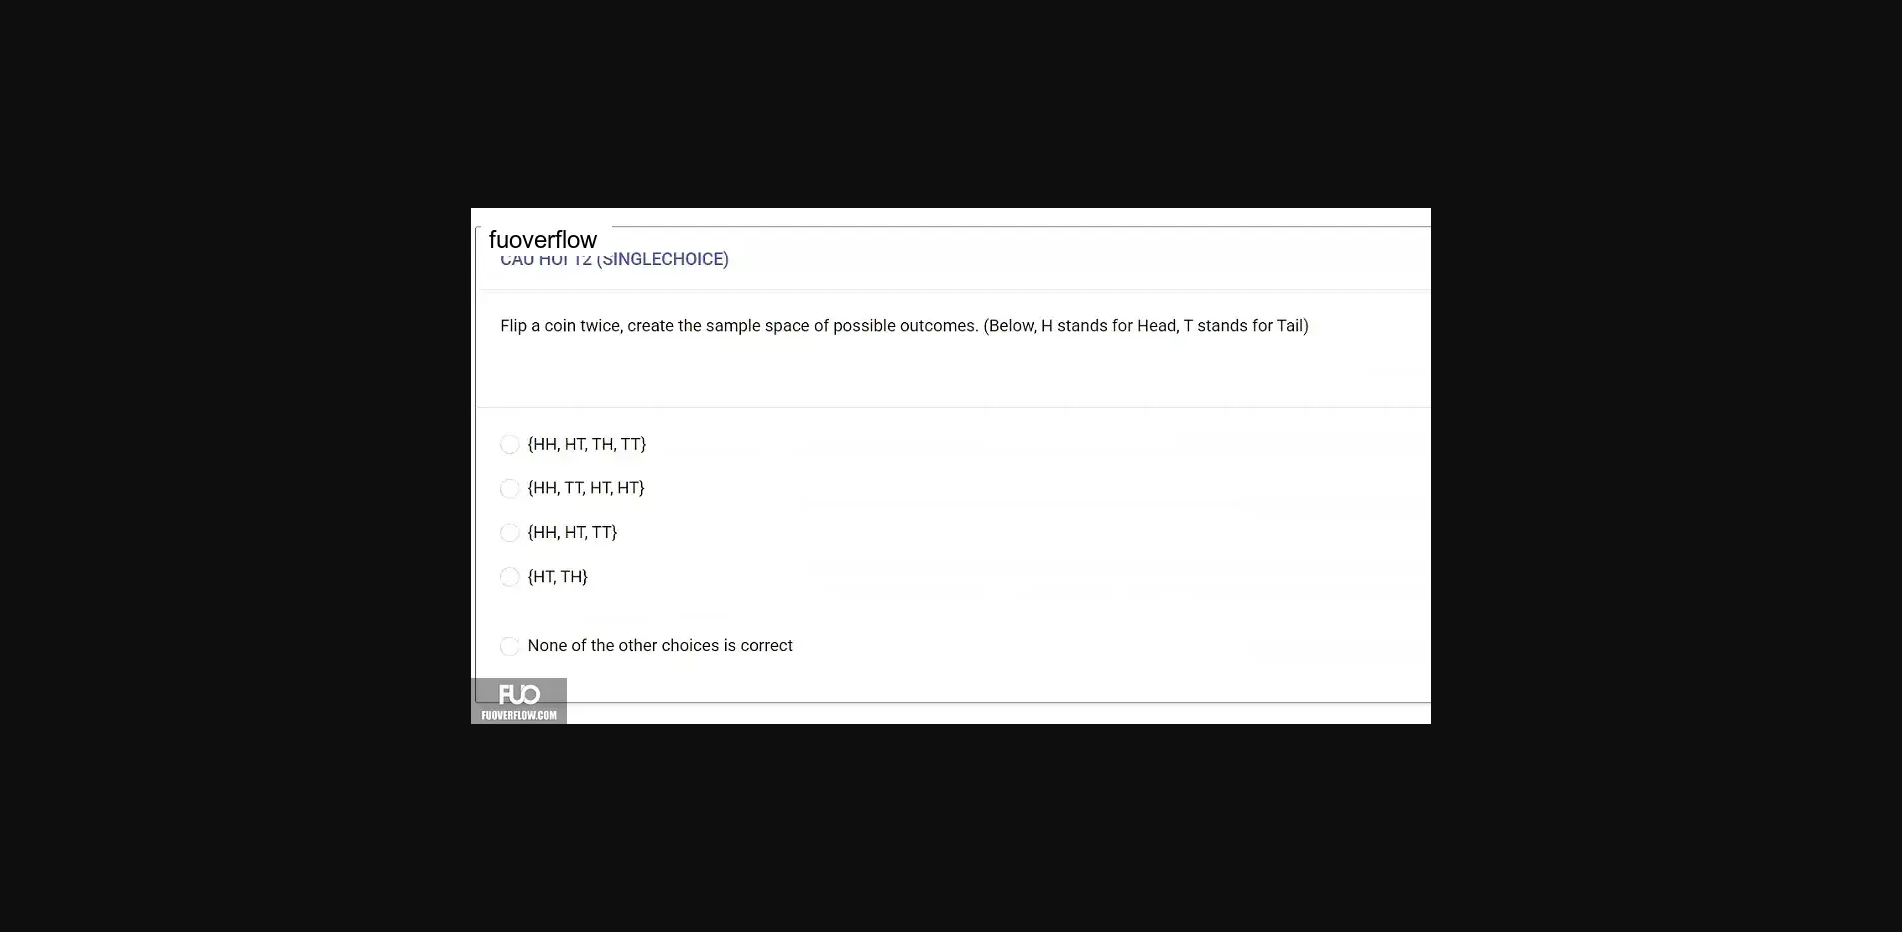 fuoverflow
CÂU HỎI 12 (SINGLECHOICE)
Flip a coin twice, create the sample space of possible outcomes. (Below, H stands for Head, T stands for Tail)
{HH, HT, TH, TT}
{HH, TT, HT, HT}
{HH, HT, TT}
{HT, TH}
None of the other choices is correct
FUO
FUOVERFLOW.COM